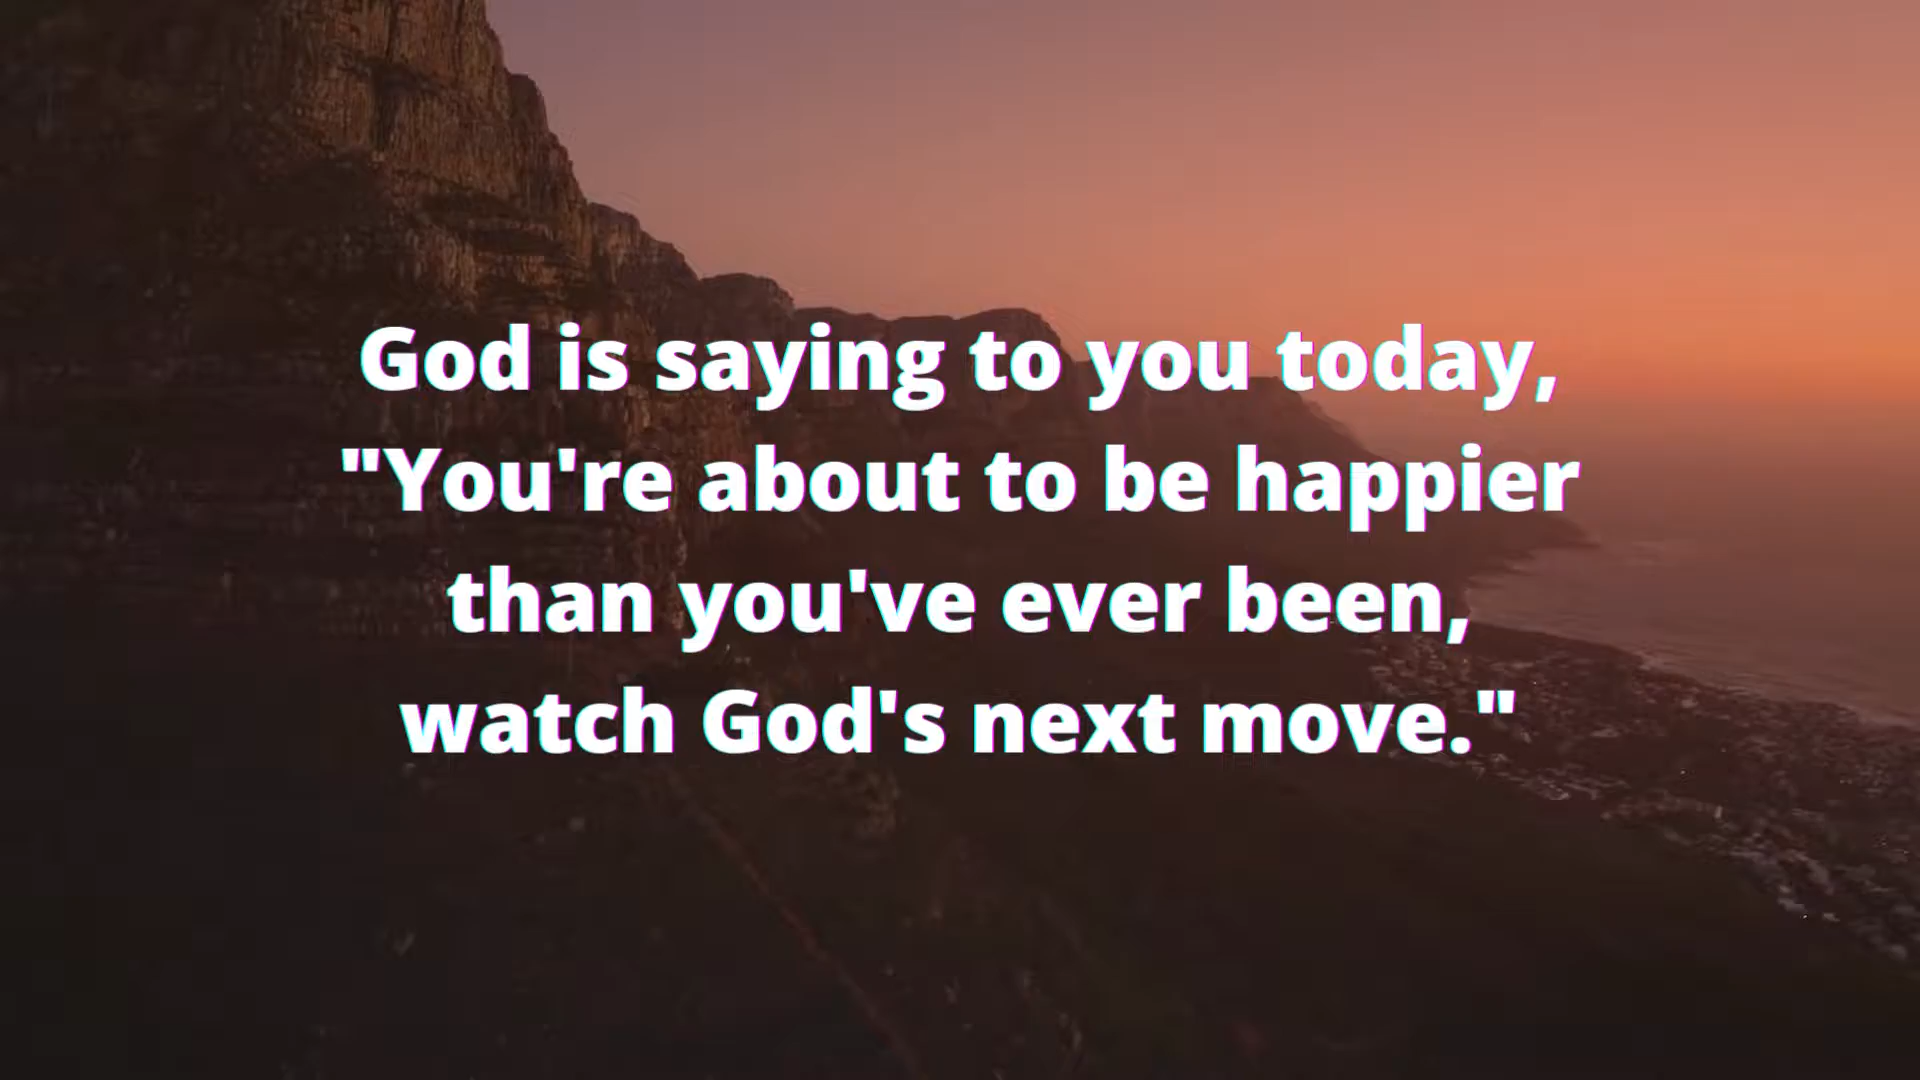 God is saying to you today,
"You're about to be happier
than you've ever been,
watch God's next move."